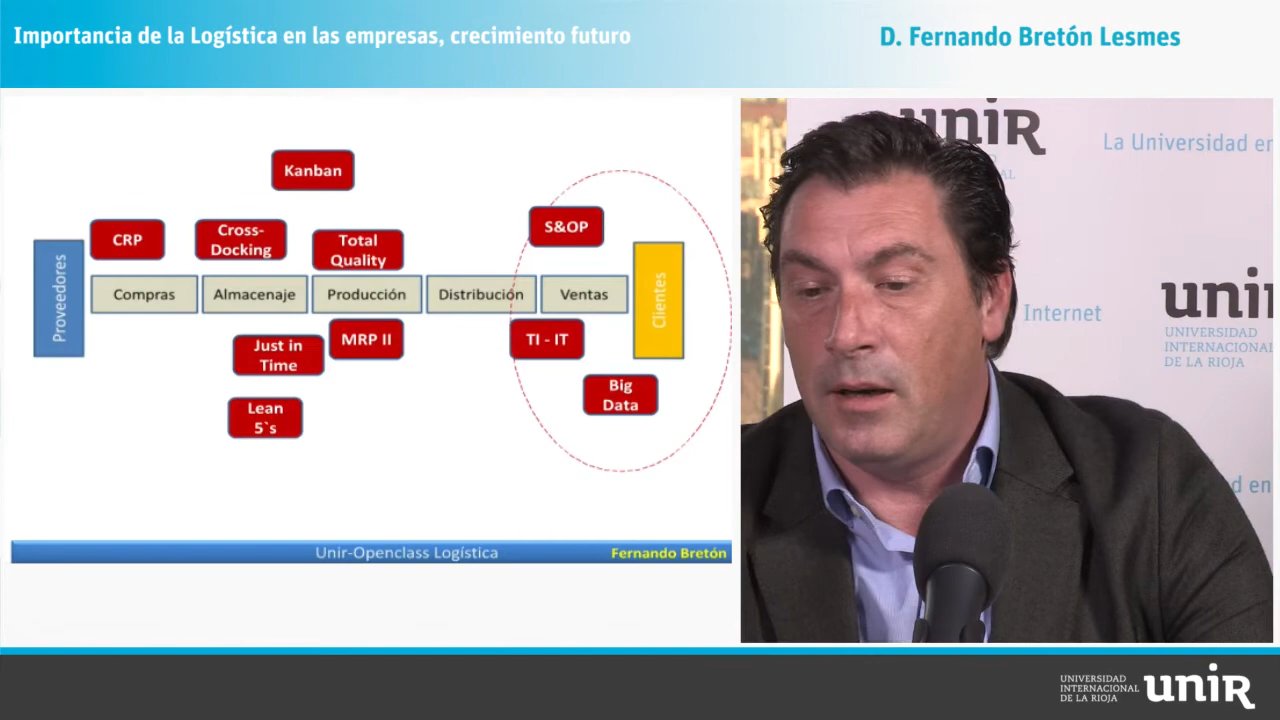 Importancia de la Logística en las empresas, crecimiento futuro
D. Fernando Bretón Lesmes
Kanban
CRP
Cross-
Docking
Total
Quality
S&OP
Proveedores
Compras
Almacenaje
Producción
Distribución
Ventas
Clientes
Just in
Time
MRP II
TI - IT
Big
Data
Lean
5`s
Unir-Openclass Logística
Fernando Bretón
uniR
AL
La Universidad en
Internet
uni
UNIVERSIDAD
INTERNACIONAL
DE LA RIOJA
d en
UNIVERSIDAD
INTERNACIONAL
DE LA RIOJA
uniR